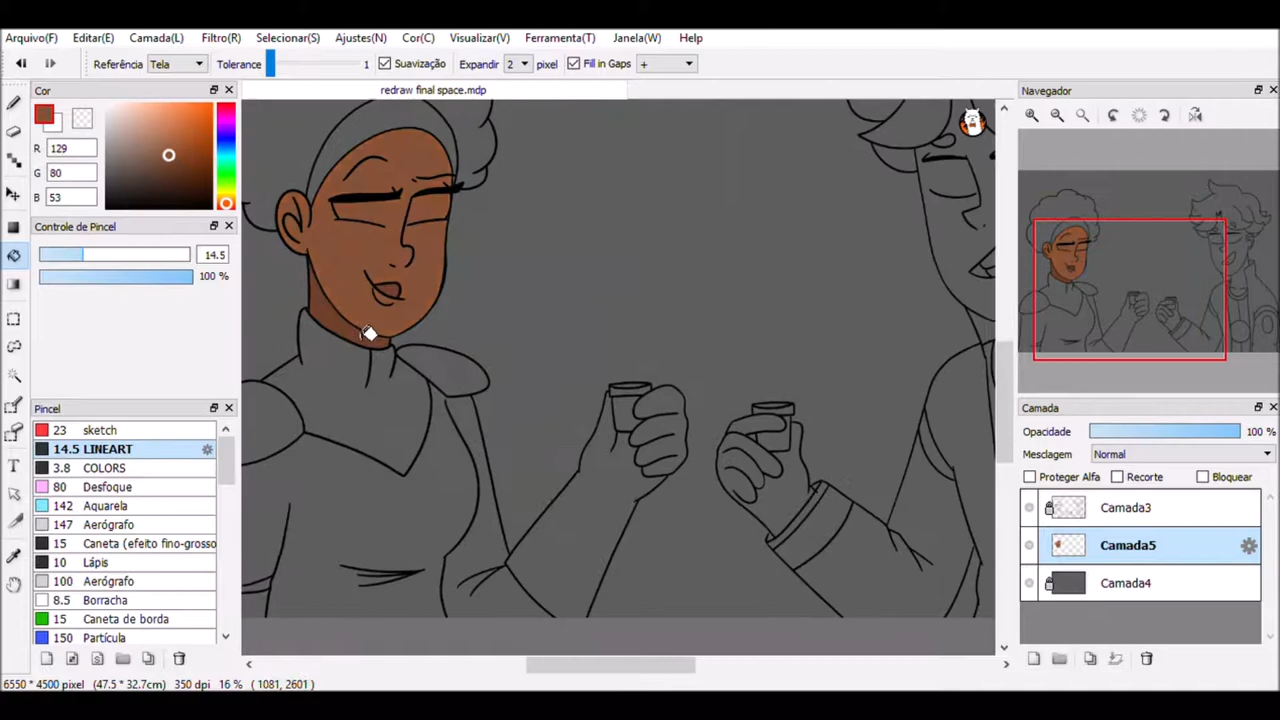 Arquivo(F) Editar(E) Camada(L) Filtro(R) Selecionar(S) Ajustes(N) Cor(C) Visualizar(V) Ferramenta(T) Janela(W) Help
Referência Tela Tolerance 1 Suavização Expandir 2 pixel Fill in Gaps +
Cor
redraw final space.mdp
Navegador
R 129
G 80
B 53
Controle de Pincel
14.5
100 %
Pincel
23 sketch
14.5 LINEART
3.8 COLORS
80 Desfoque
142 Aquarela
147 Aerógrafo
15 Caneta (efeito fino-grosso
10 Lápis
100 Aerógrafo
8.5 Borracha
15 Caneta de borda
150 Partícula
Camada
Opacidade 100 %
Mesclagem Normal
Proteger Alfa Recorte Bloquear
Camada3
Camada5
Camada4
6550 * 4500 pixel (47.5 * 32.7cm) 350 dpi 16 % ( 1081, 2601 )